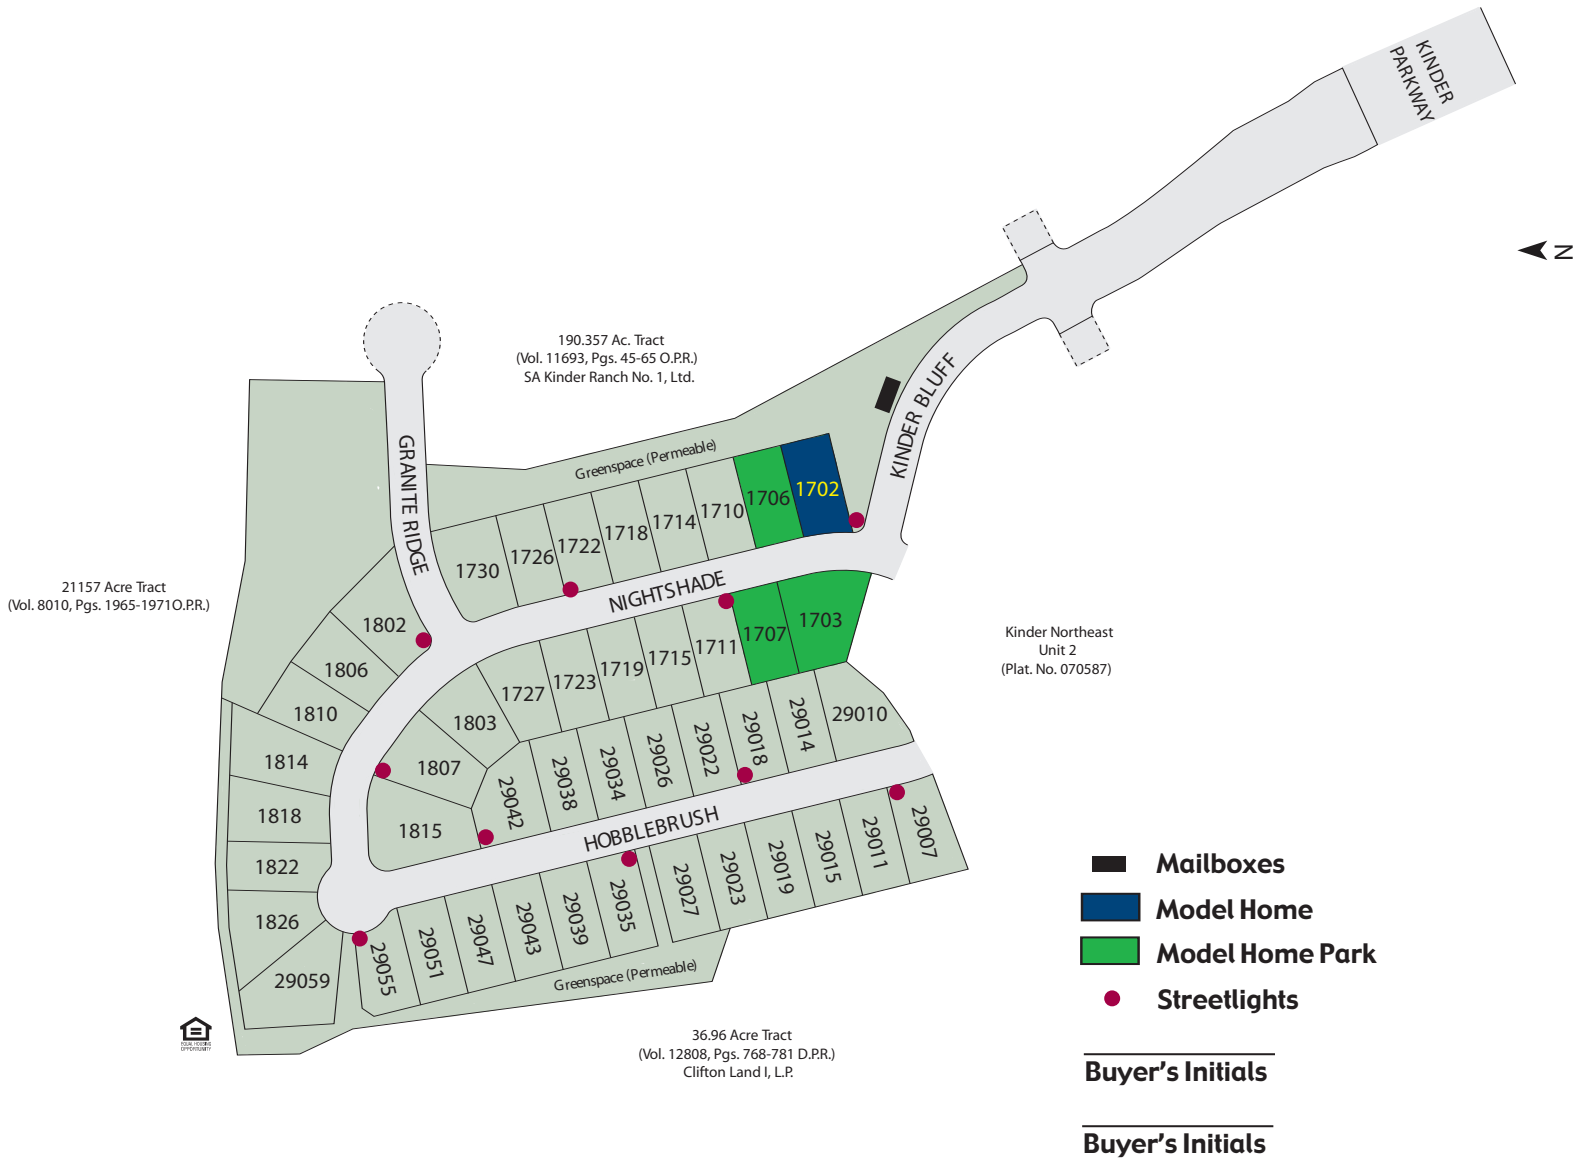 KINDER
PARKWAY
N
190.357 Ac. Tract
(Vol. 11693, Pgs. 45-65 O.P.R.)
SA Kinder Ranch No. 1, Ltd.
KINDER BLUFF
GRANITE RIDGE
Greenspace (Permeable)
1702
1706
1710
1714
1718
1722
1726
1730
NIGHTSHADE
21157 Acre Tract
(Vol. 8010, Pgs. 1965-1971O.P.R.)
1802
1806
1810
1814
1818
1822
1826
29059
1703
1707
1711
1715
1719
1723
1727
1803
1807
1815
Kinder Northeast
Unit 2
(Plat. No. 070587)
29010
29014
29018
29022
29026
29034
29038
29042
HOBBLEBRUSH
29007
29011
29015
29019
29023
29027
29035
29039
29043
29047
29051
29055
Greenspace (Permeable)
EQUAL HOUSING
OPPORTUNITY
36.96 Acre Tract
(Vol. 12808, Pgs. 768-781 D.P.R.)
Clifton Land I, L.P.
Mailboxes
Model Home
Model Home Park
Streetlights
Buyer's Initials
Buyer's Initials